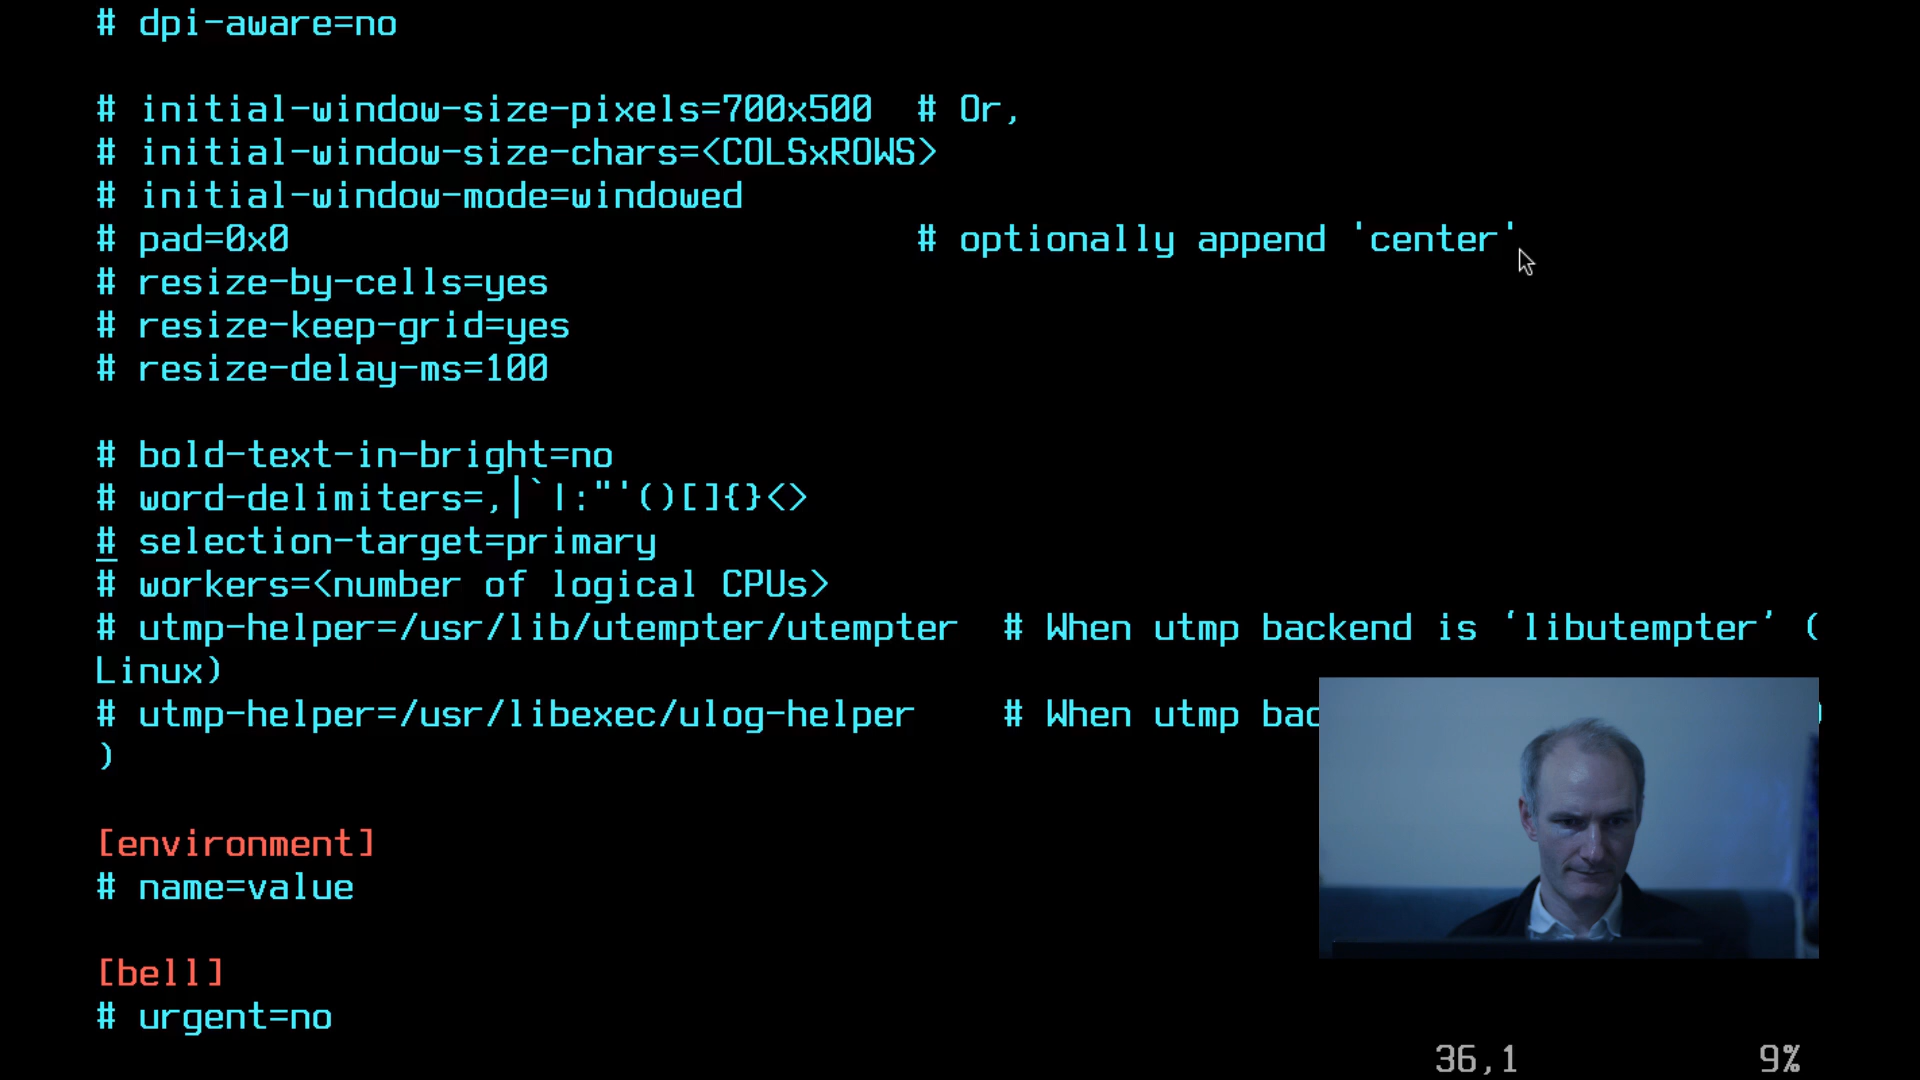 # dpi-aware=no
# initial-window-size-pixels=700x500  # Or,
# initial-window-size-chars=<COLSxROWS>
# initial-window-mode=windowed
# pad=0x0                             # optionally append 'center'
# resize-by-cells=yes
# resize-keep-grid=yes
# resize-delay-ms=100
# bold-text-in-bright=no
# word-delimiters=,│`|:"'()[]{}<>
# selection-target=primary
# workers=<number of logical CPUs>
# utmp-helper=/usr/lib/utempter/utempter  # When utmp backend is ‘libutempter’ (
Linux)
# utmp-helper=/usr/libexec/ulog-helper    # When utmp
)
[environment]
# name=value
[bell]
# urgent=no
36,1 9%